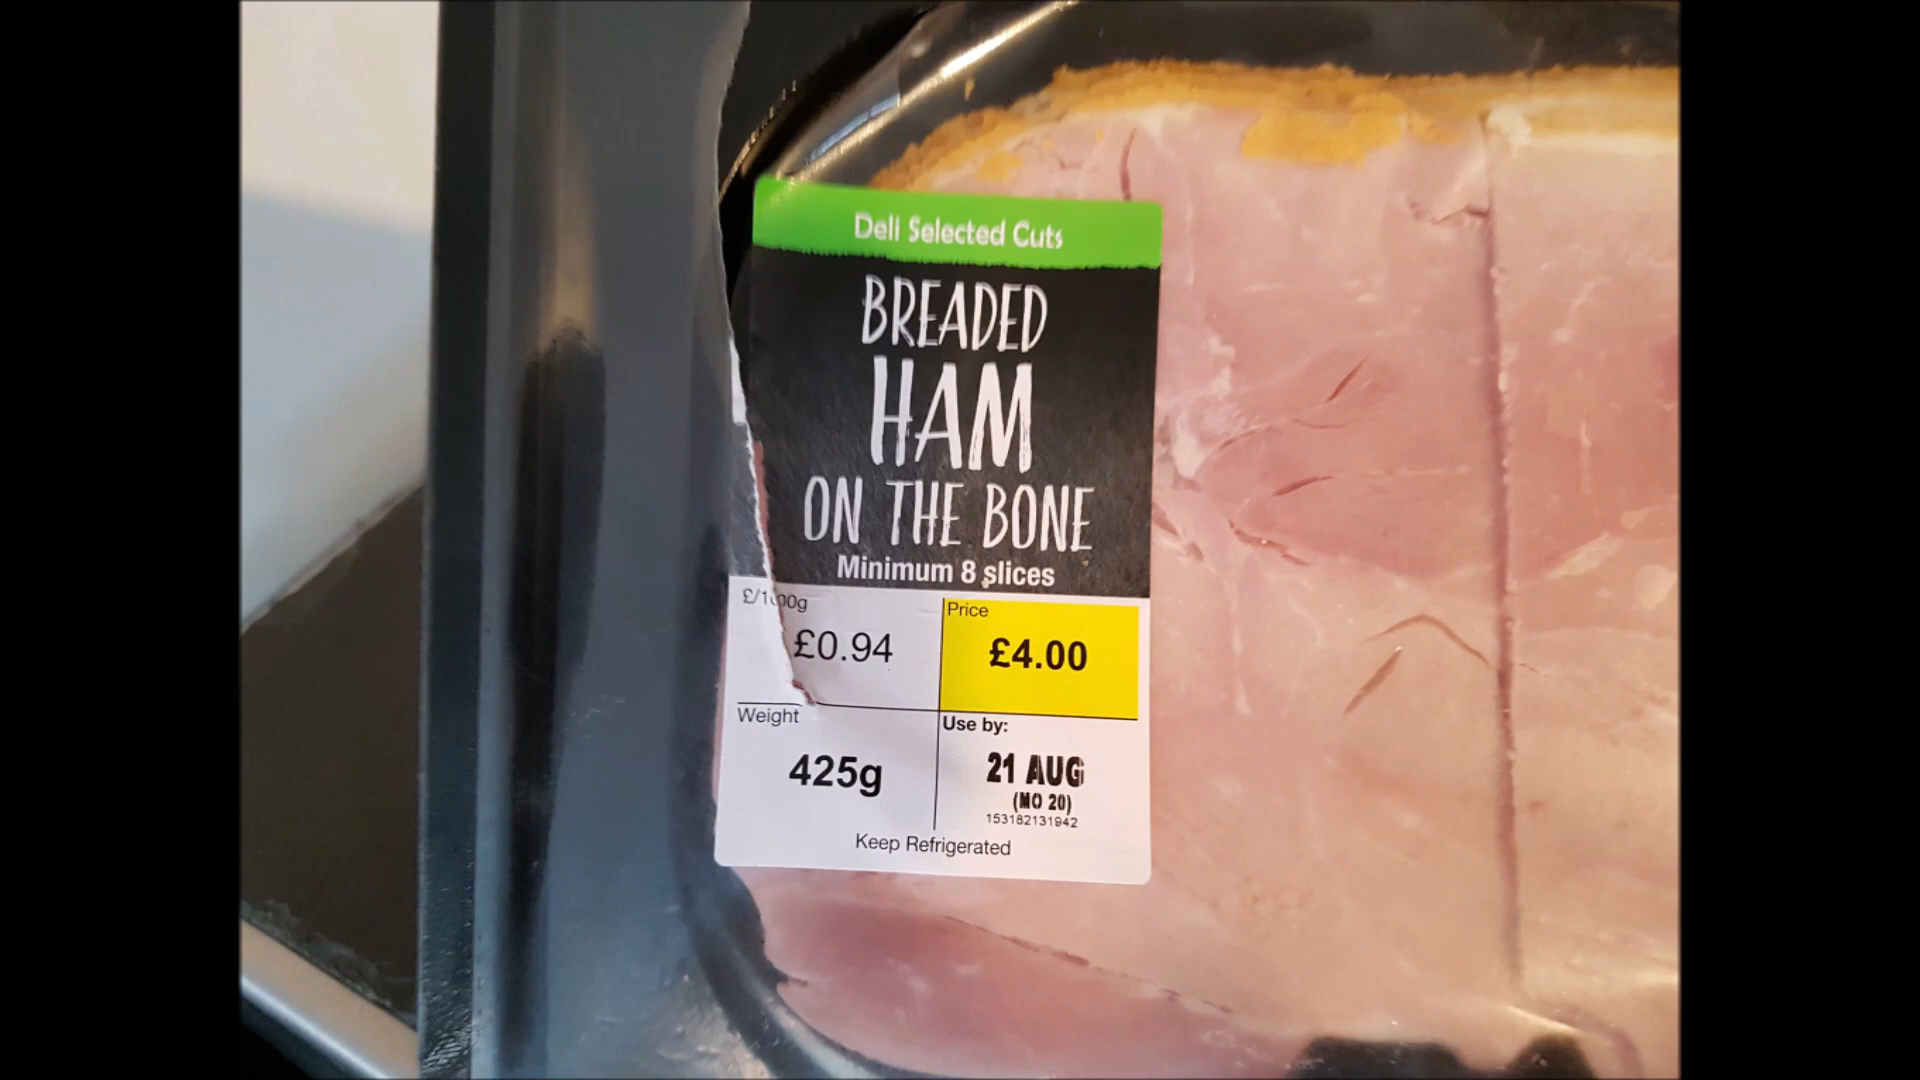 Deli Selected Cuts
BREADED
HAM
ON THE BONE
Minimum 8 slices
£/100g
£0.94
Price
£4.00
Weight
425g
Use by:
21 AUG
(MO 20)
153182131942
Keep Refrigerated